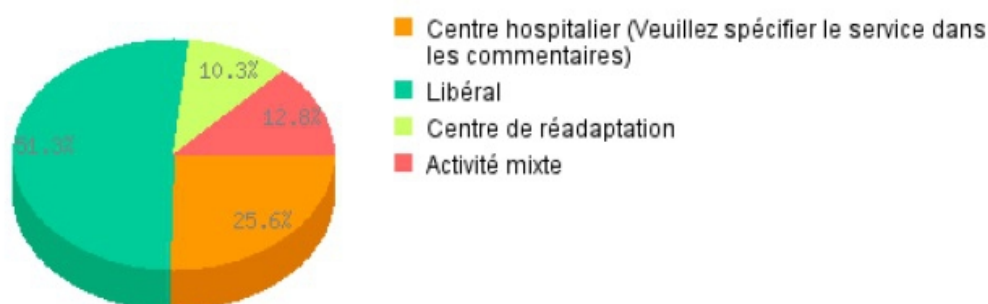 Centre hospitalier (Veuillez spécifier le service dans
les commentaires)
Libéral
Centre de réadaptation
Activité mixte
10.3%
12.8%
51.3%
25.6%